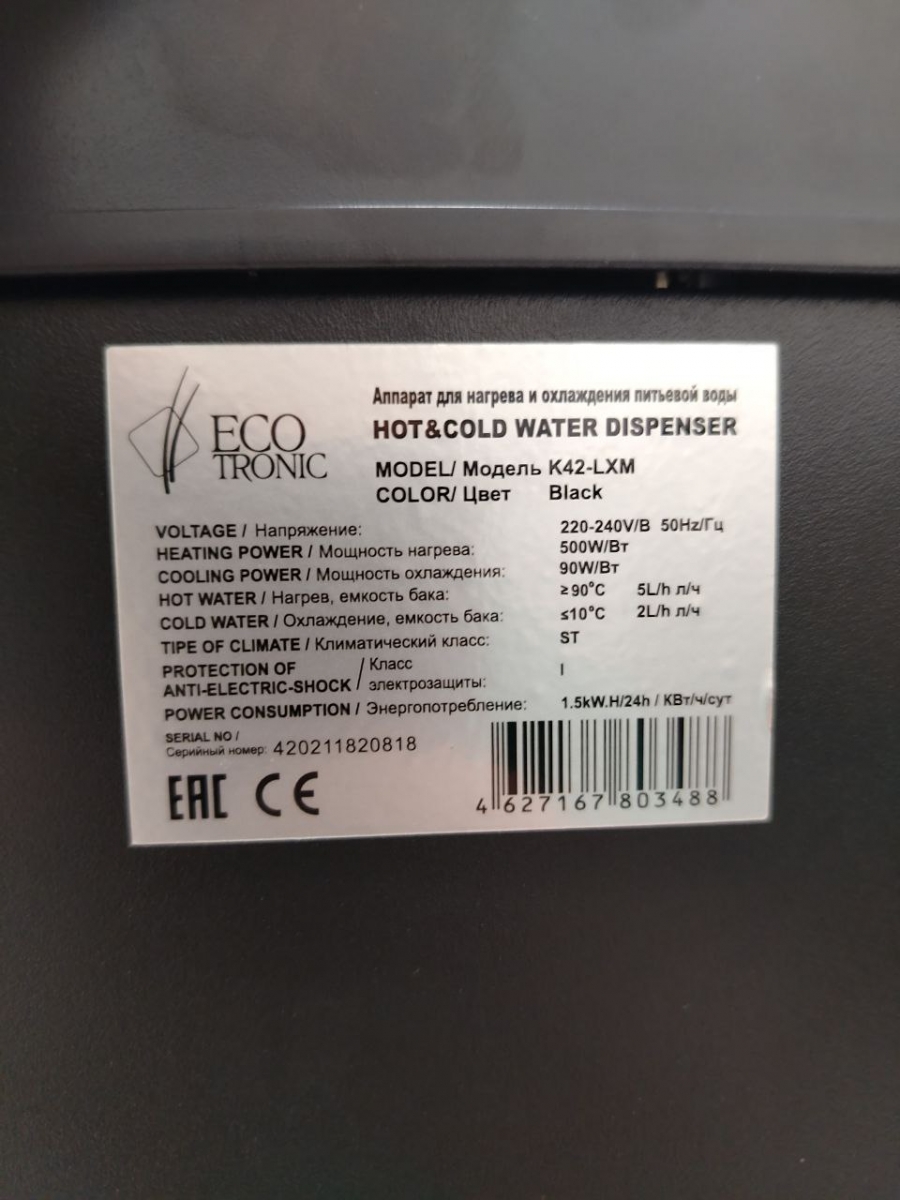 ECO
TRONIC
Аппарат для нагрева и охлаждения питьевой воды
HOT&COLD WATER DISPENSER
MODEL/ Модель K42-LXM
COLOR/ Цвет Black
VOLTAGE / Напряжение: 220-240V/В 50Hz/Гц
HEATING POWER / Мощность нагрева: 500W/Вт
COOLING POWER / Мощность охлаждения: 90W/Вт
HOT WATER / Нагрев, емкость бака: ≥90°C 5L/h л/ч
COLD WATER / Охлаждение, емкость бака: ≤10°C 2L/h л/ч
TIPE OF CLIMATE / Климатический класс: ST
PROTECTION OF / Класс
ANTI-ELECTRIC-SHOCK электрозащиты: I
POWER CONSUMPTION / Энергопотребление: 1.5kW.H/24h / КВт/ч/сут
SERIAL NO /
Серийный номер: 420211820818
EAC CE
4 627167 803488